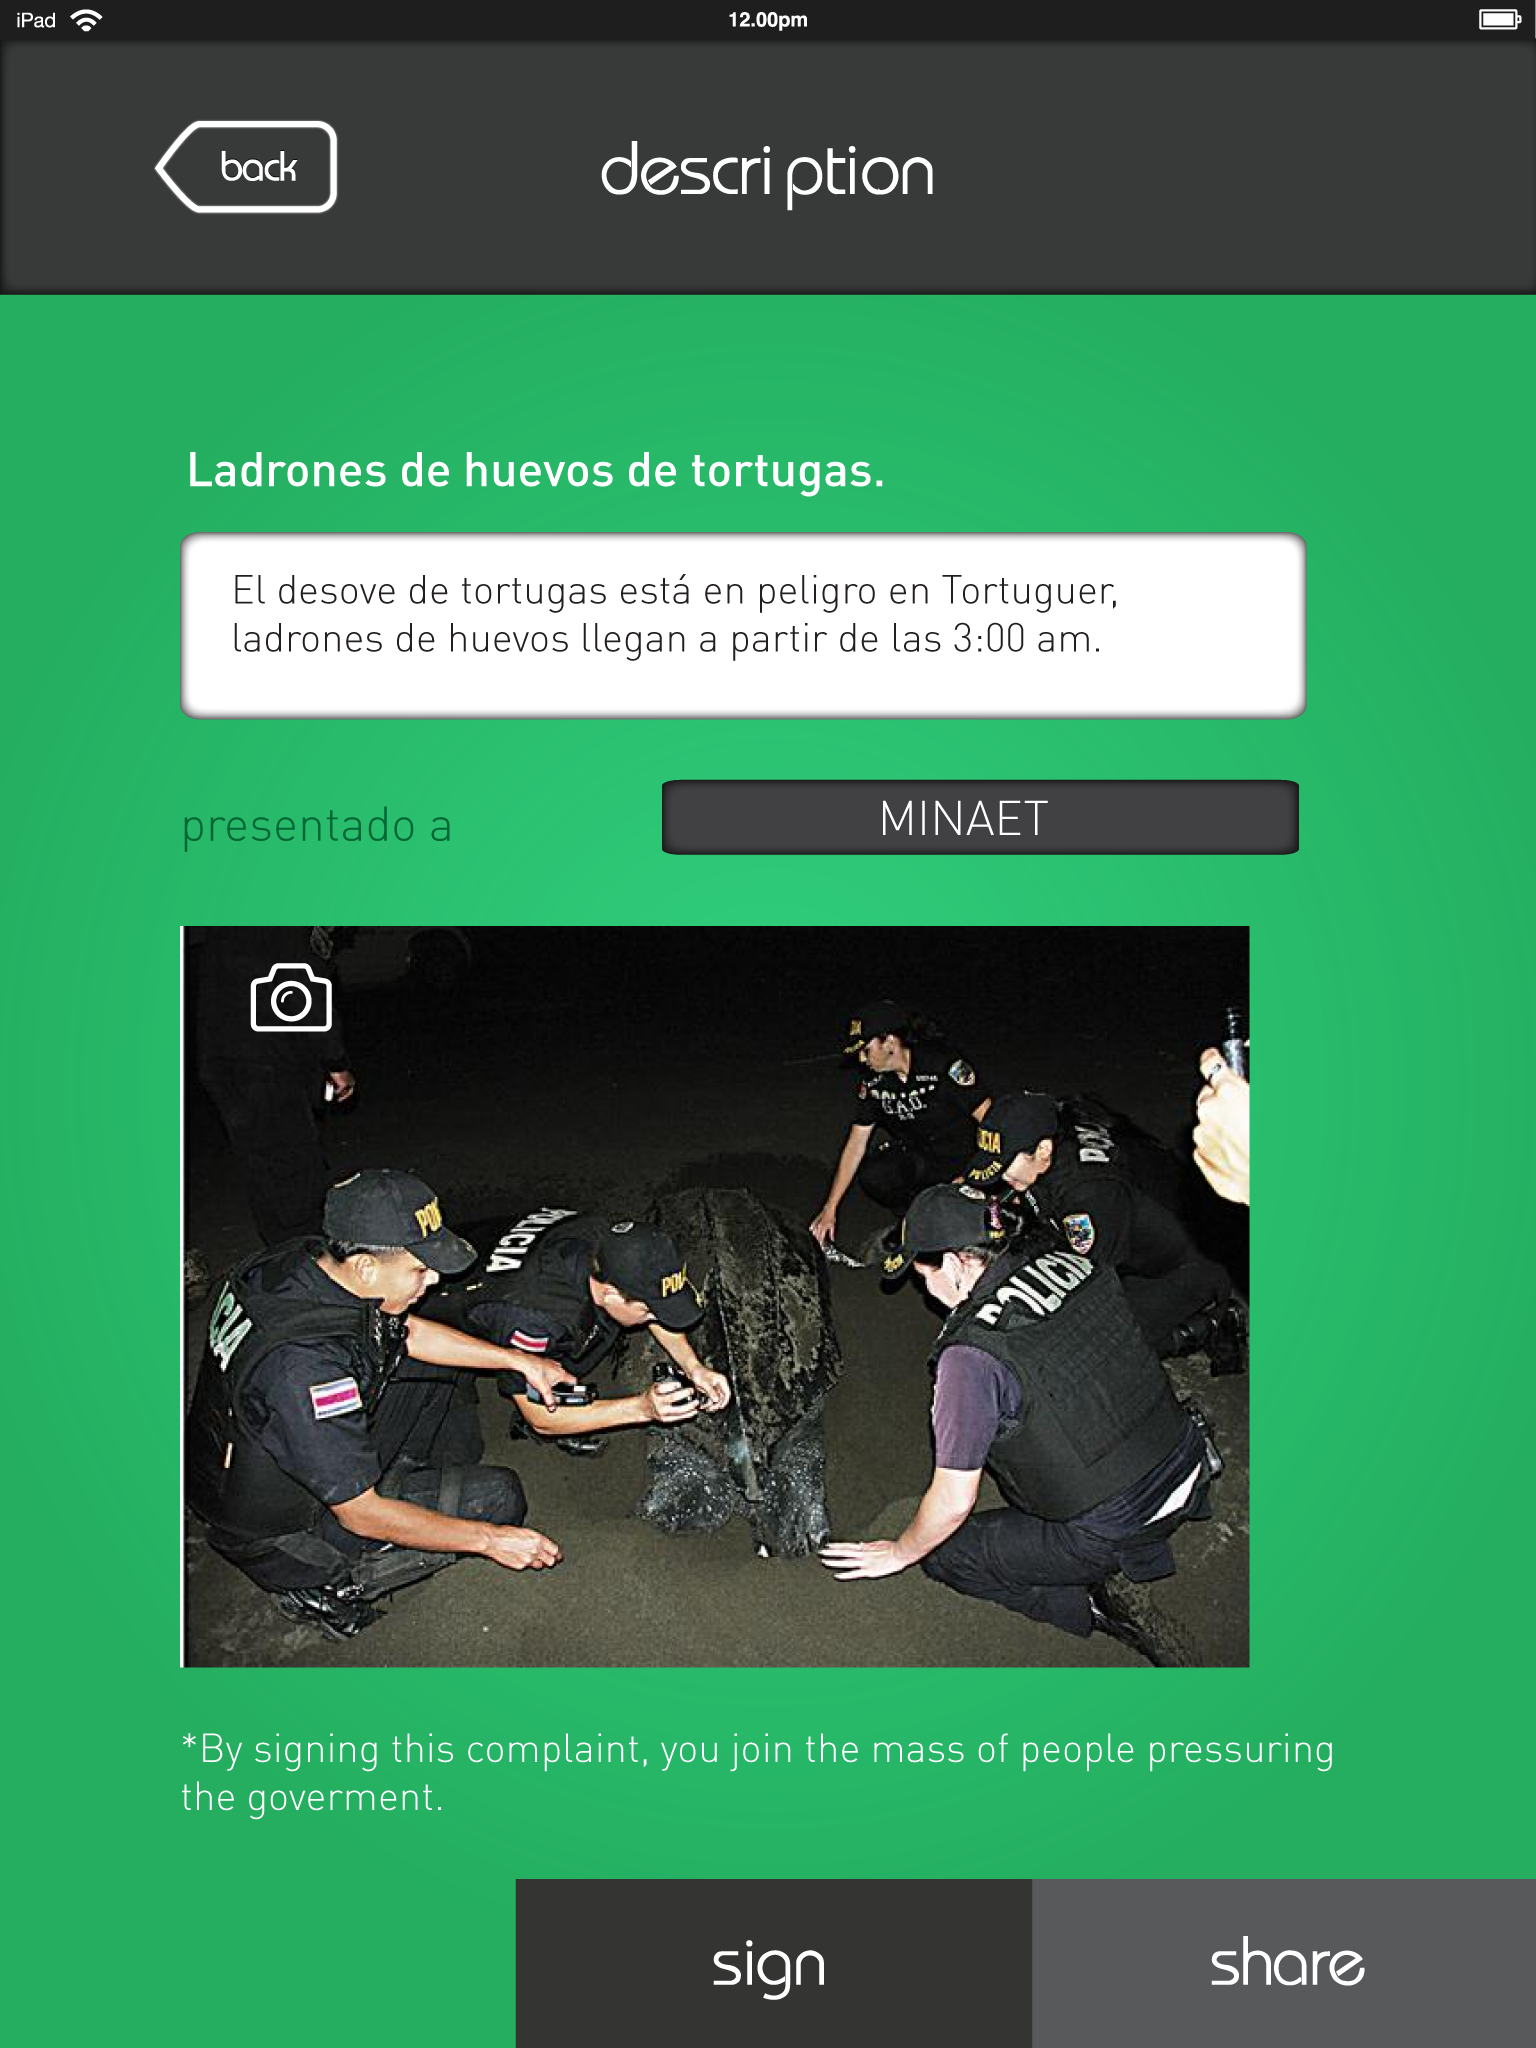 iPad
12.00pm
back
description
Ladrones de huevos de tortugas.
El desove de tortugas está en peligro en Tortuguer,
ladrones de huevos llegan a partir de las 3:00 am.
presentado a
MINAET
POLICIA
POLICIA
G.A.O.
*By signing this complaint, you join the mass of people pressuring
the goverment.
sign
share